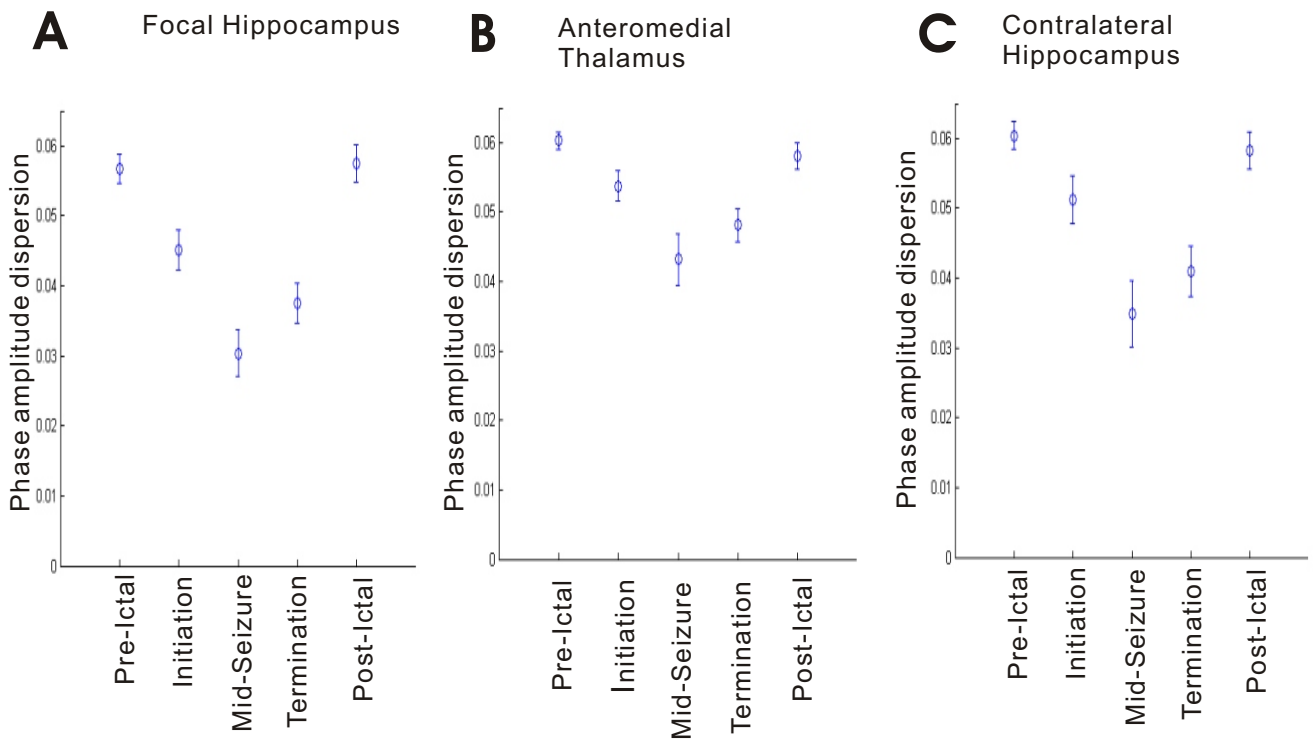 A
Focal Hippocampus
Phase amplitude dispersion
0.06
0.05
0.04
0.03
0.02
0.01
0
Pre-Ictal
Initiation
Mid-Seizure
Termination
Post-Ictal
B
Anteromedial
Thalamus
Phase amplitude dispersion
0.06
0.05
0.04
0.03
0.02
0.01
0
Pre-Ictal
Initiation
Mid-Seizure
Termination
Post-Ictal
C
Contralateral
Hippocampus
Phase amplitude dispersion
0.06
0.05
0.04
0.03
0.02
0.01
0
Pre-Ictal
Initiation
Mid-Seizure
Termination
Post-Ictal